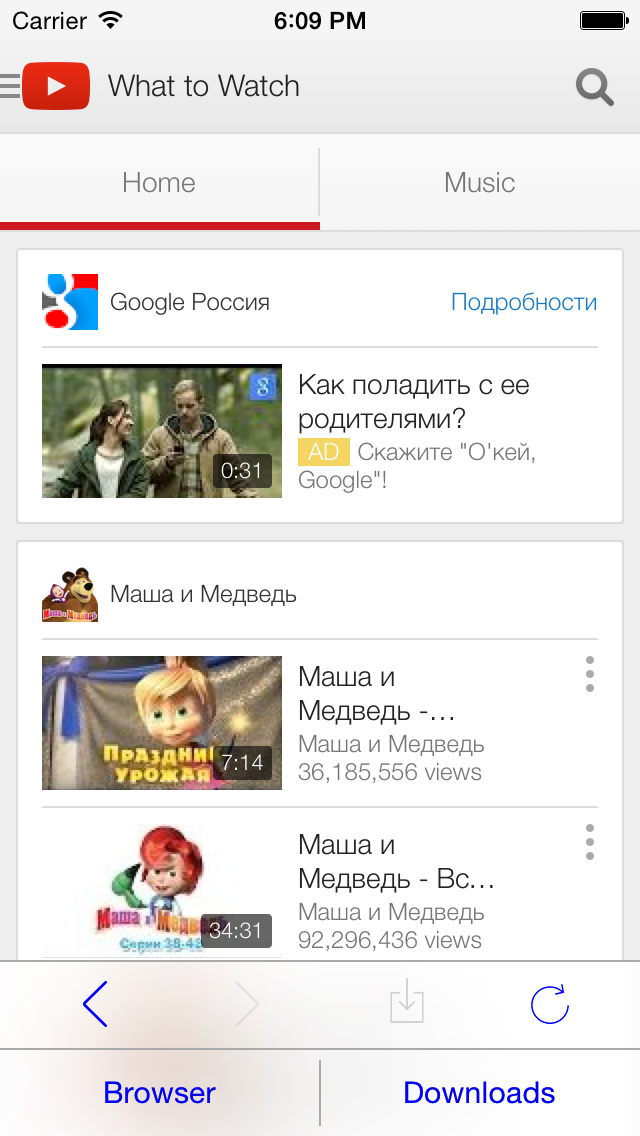 Carrier 6:09 PM
What to Watch
Home Music
Google Россия Подробности
Как поладить с ее
родителями?
AD Скажите "О'кей,
Google"!
8
0:31
Маша и Медведь
Маша и
Медведь -...
Маша и Медведь
36,185,556 views
ПРАЗДНИК
УРОЖАЯ
7:14
Маша и
Медведь - Вс...
Маша и Медведь
92,296,436 views
Маша и Медведь
Серии 38-43
34:31
Browser Downloads